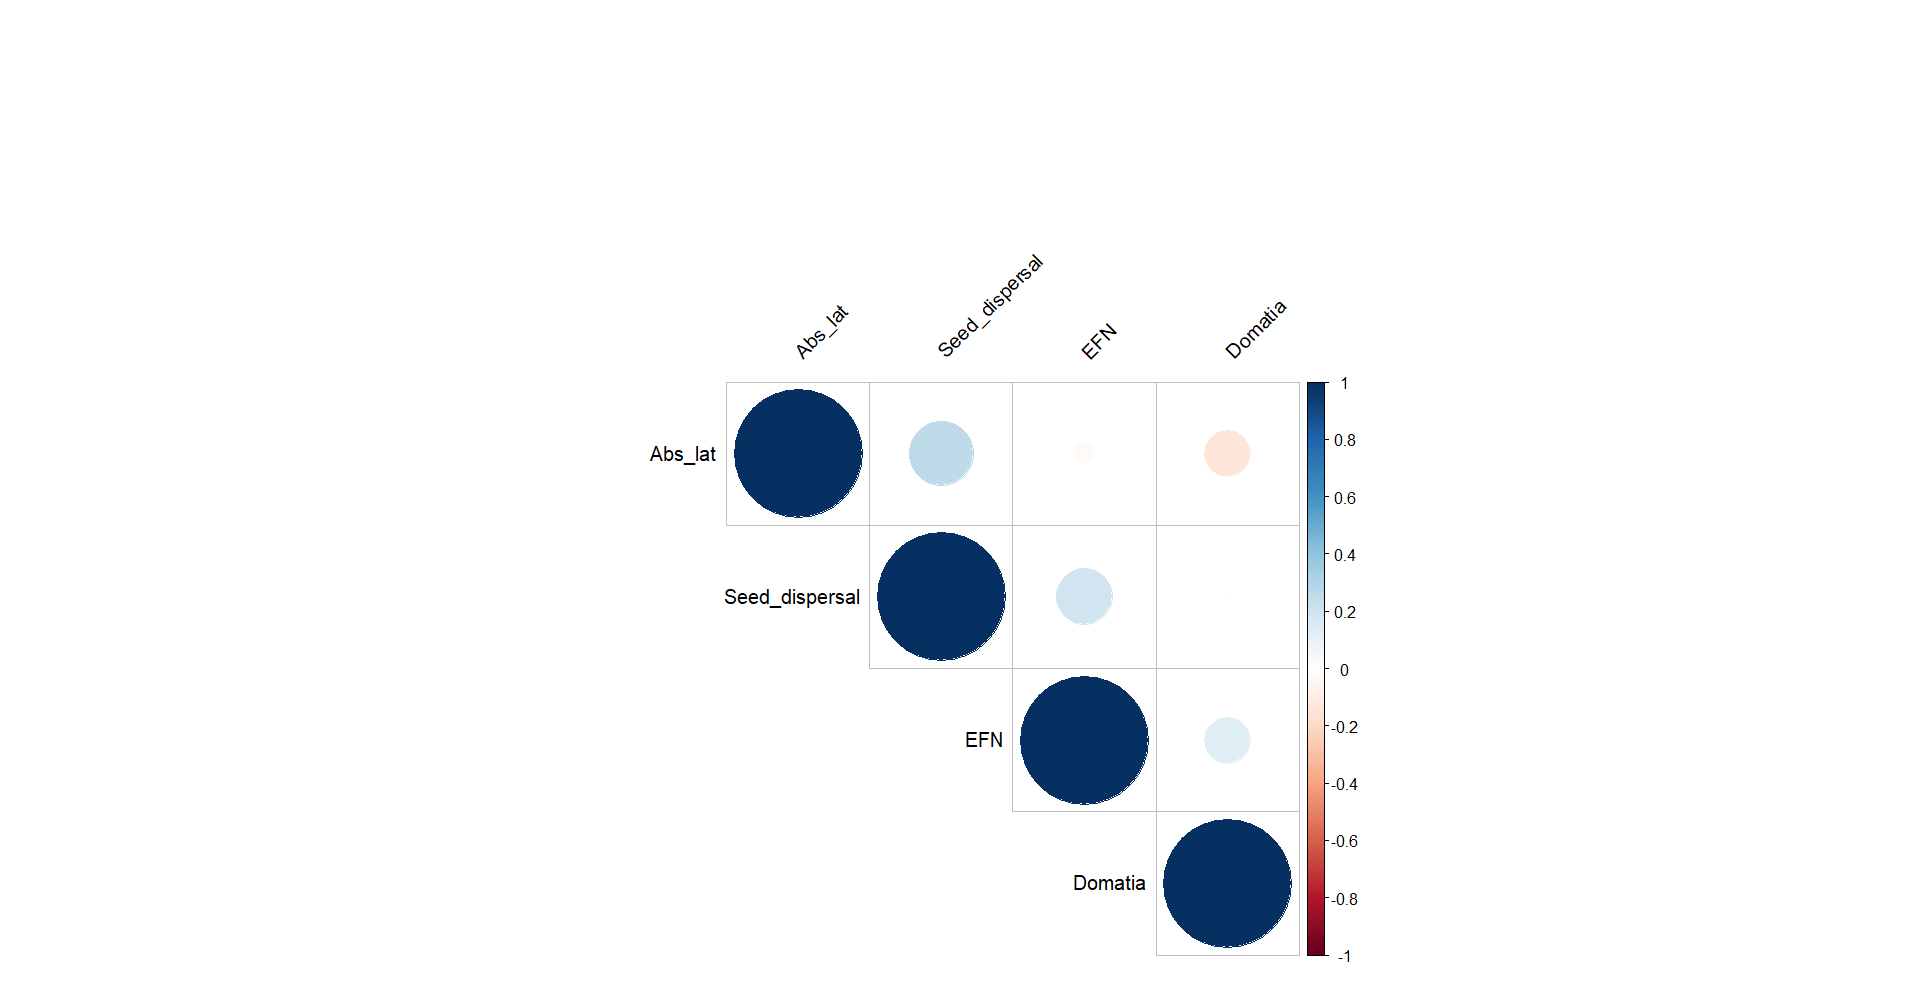 Abs_lat
Seed_dispersal
EFN
Domatia
Abs_lat
Seed_dispersal
EFN
Domatia
1
0.8
0.6
0.4
0.2
0
-0.2
-0.4
-0.6
-0.8
-1